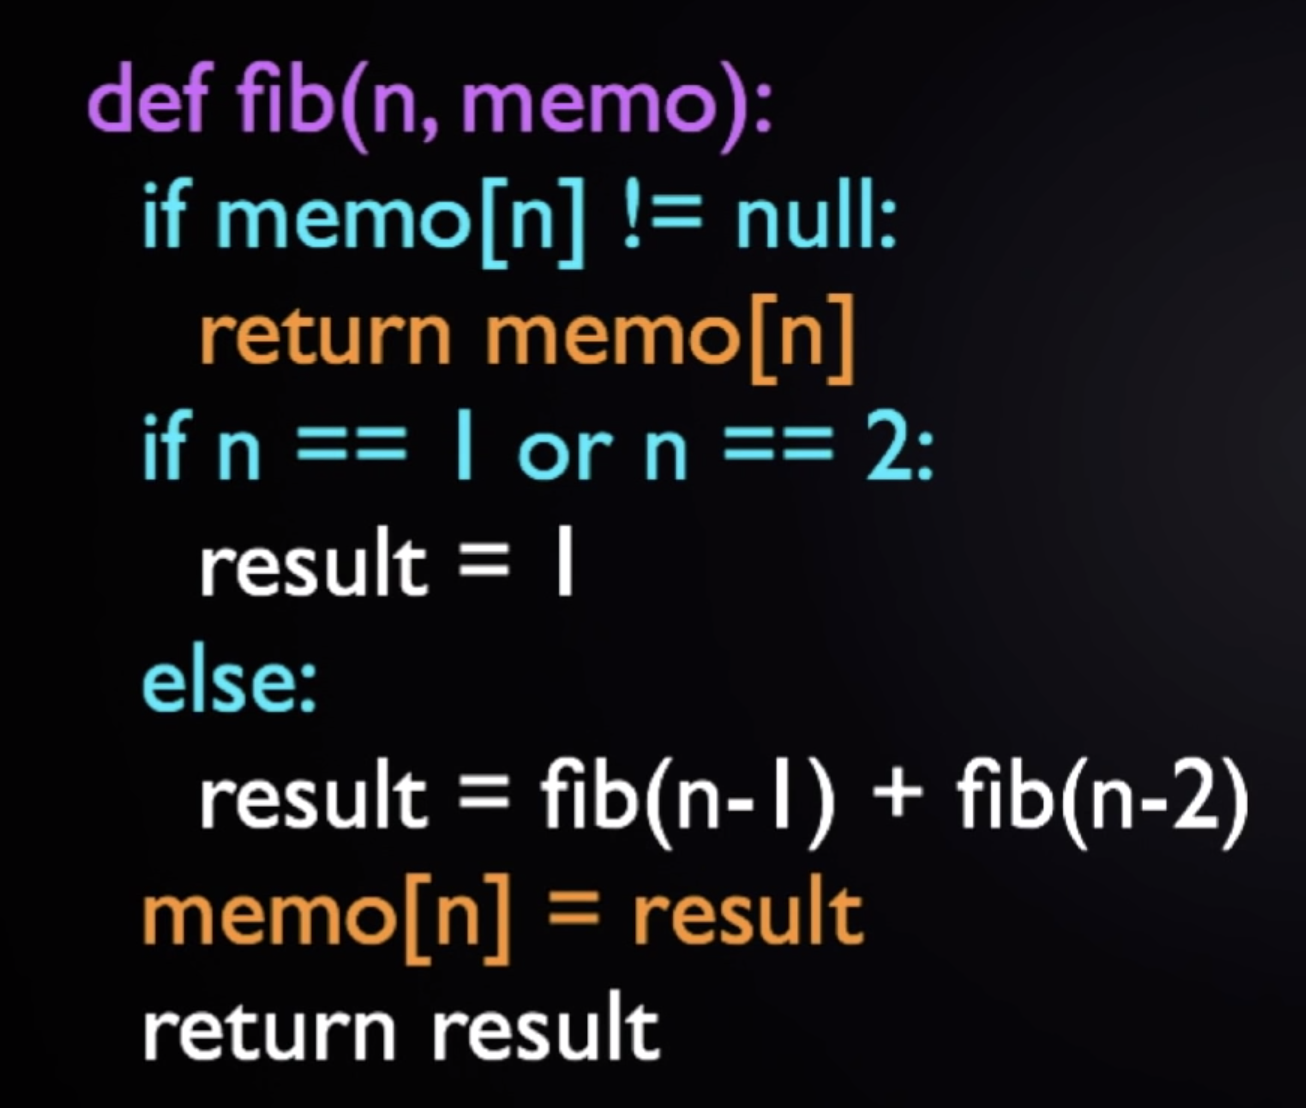 def fib(n, memo):
if memo[n] != null:
return memo[n]
if n == 1 or n == 2:
result = 1
else:
result = fib(n-1) + fib(n-2)
memo[n] = result
return result